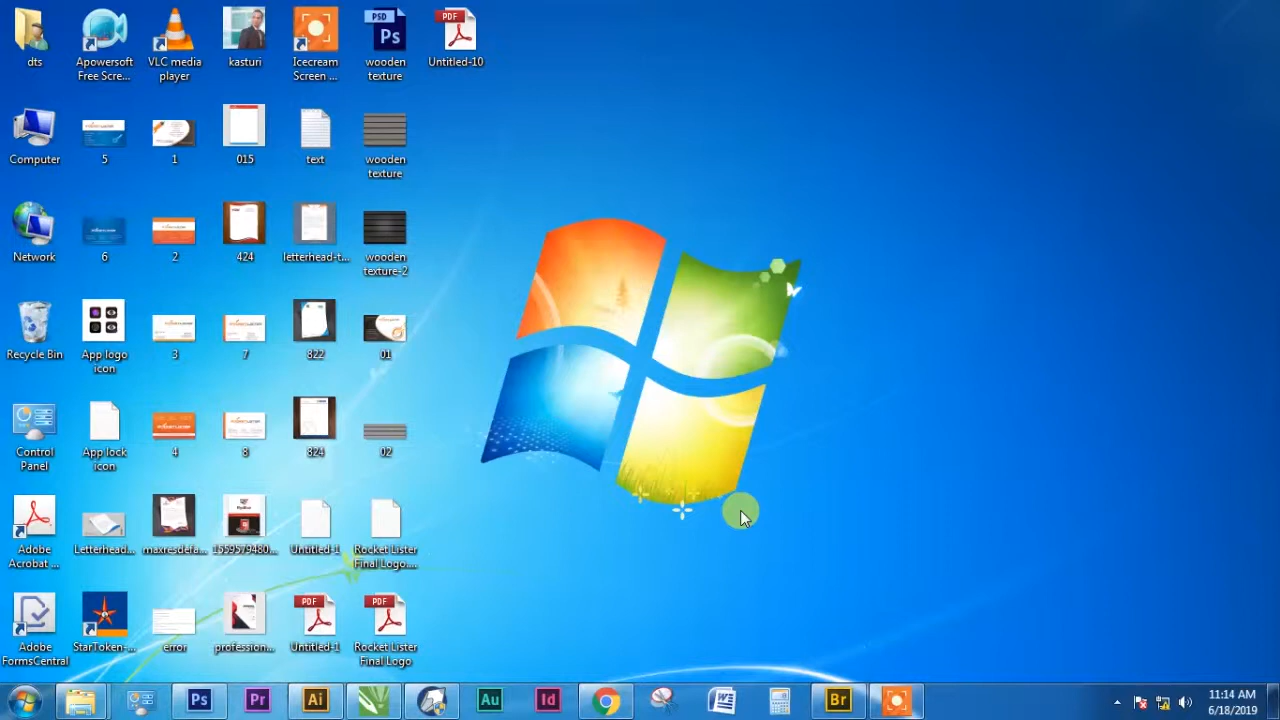 dts
Apowersoft
Free Scre...
VLC media
player
kasturi
Icecream
Screen ...
PSD
Ps
wooden
texture
PDF
Untitled-10
Computer
5
1
015
text
wooden
texture
Network
6
2
424
letterhead-t...
wooden
texture-2
Recycle Bin
App logo
icon
3
7
822
01
Control
Panel
App lock
icon
4
8
824
02
Adobe
Acrobat ...
Letterhead...
maxresdefa...
1559579480...
Untitled-1
Rocket Lister
Final Logo....
Adobe
FormsCentral
StarToken-...
error
profession...
PDF
Untitled-1
PDF
Rocket Lister
Final Logo
Ps
Pr
Ai
Au
Id
W
Br
11:14 AM
6/18/2019